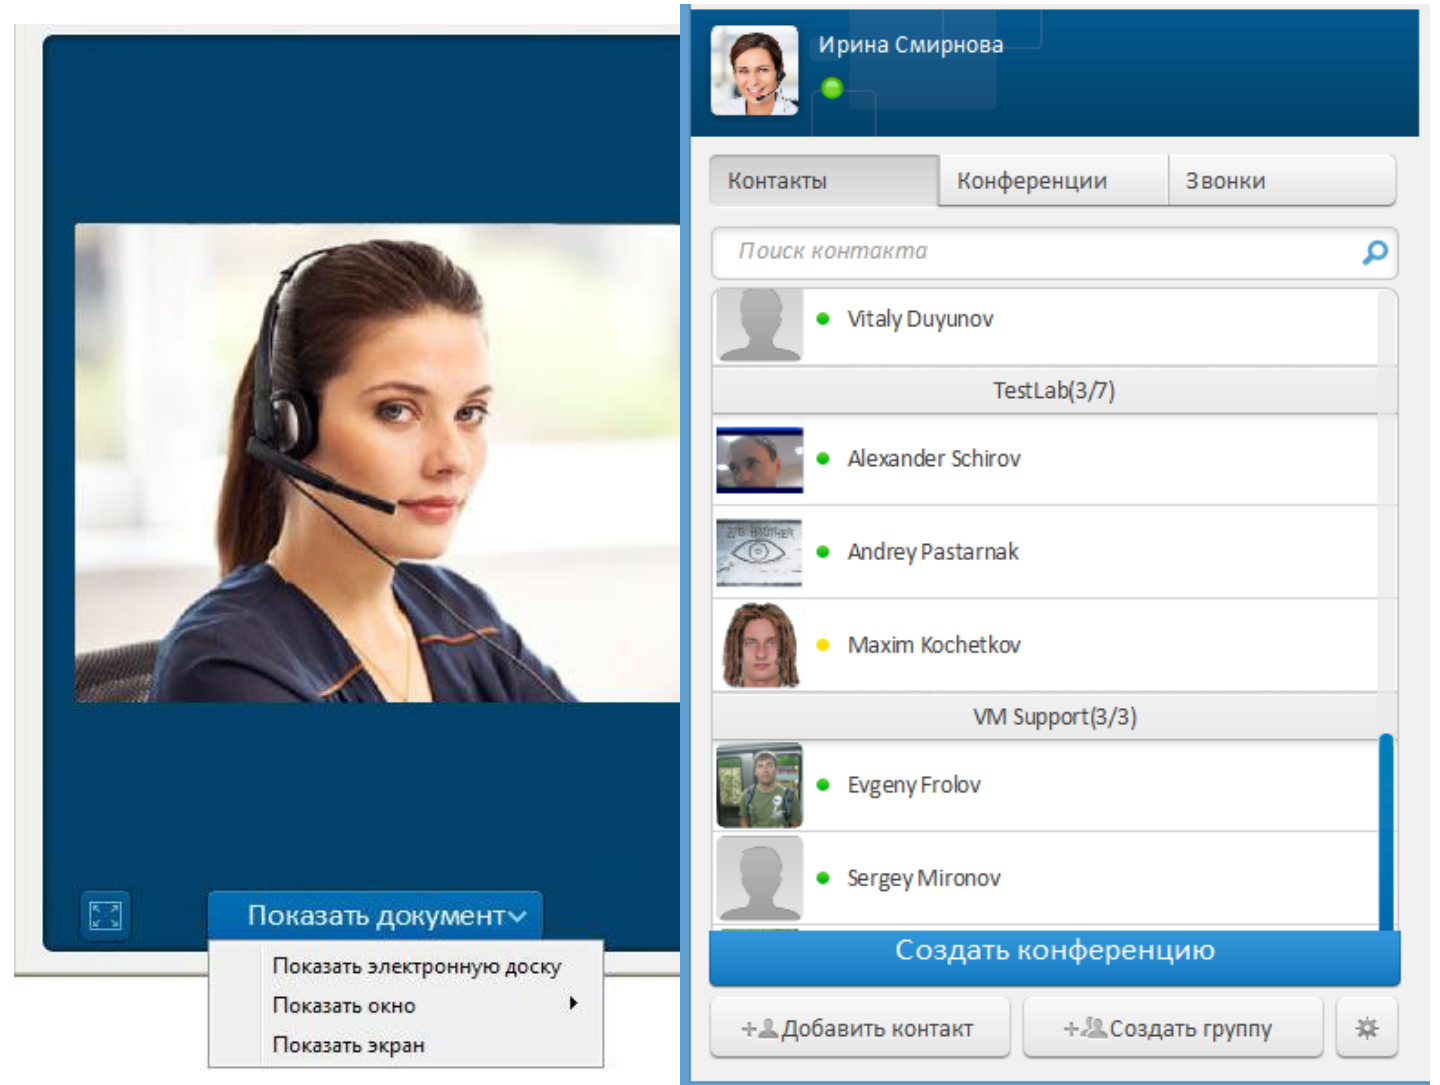 Показать документ
Показать электронную доску
Показать окно
Показать экран
Ирина Смирнова
Контакты
Конференции
Звонки
Поиск контакта
Vitaly Duyunov
TestLab(3/7)
Alexander Schirov
BROTHER
Andrey Pastarnak
Maxim Kochetkov
VM Support(3/3)
Evgeny Frolov
Sergey Mironov
Создать конференцию
+Добавить контакт
+Создать группу